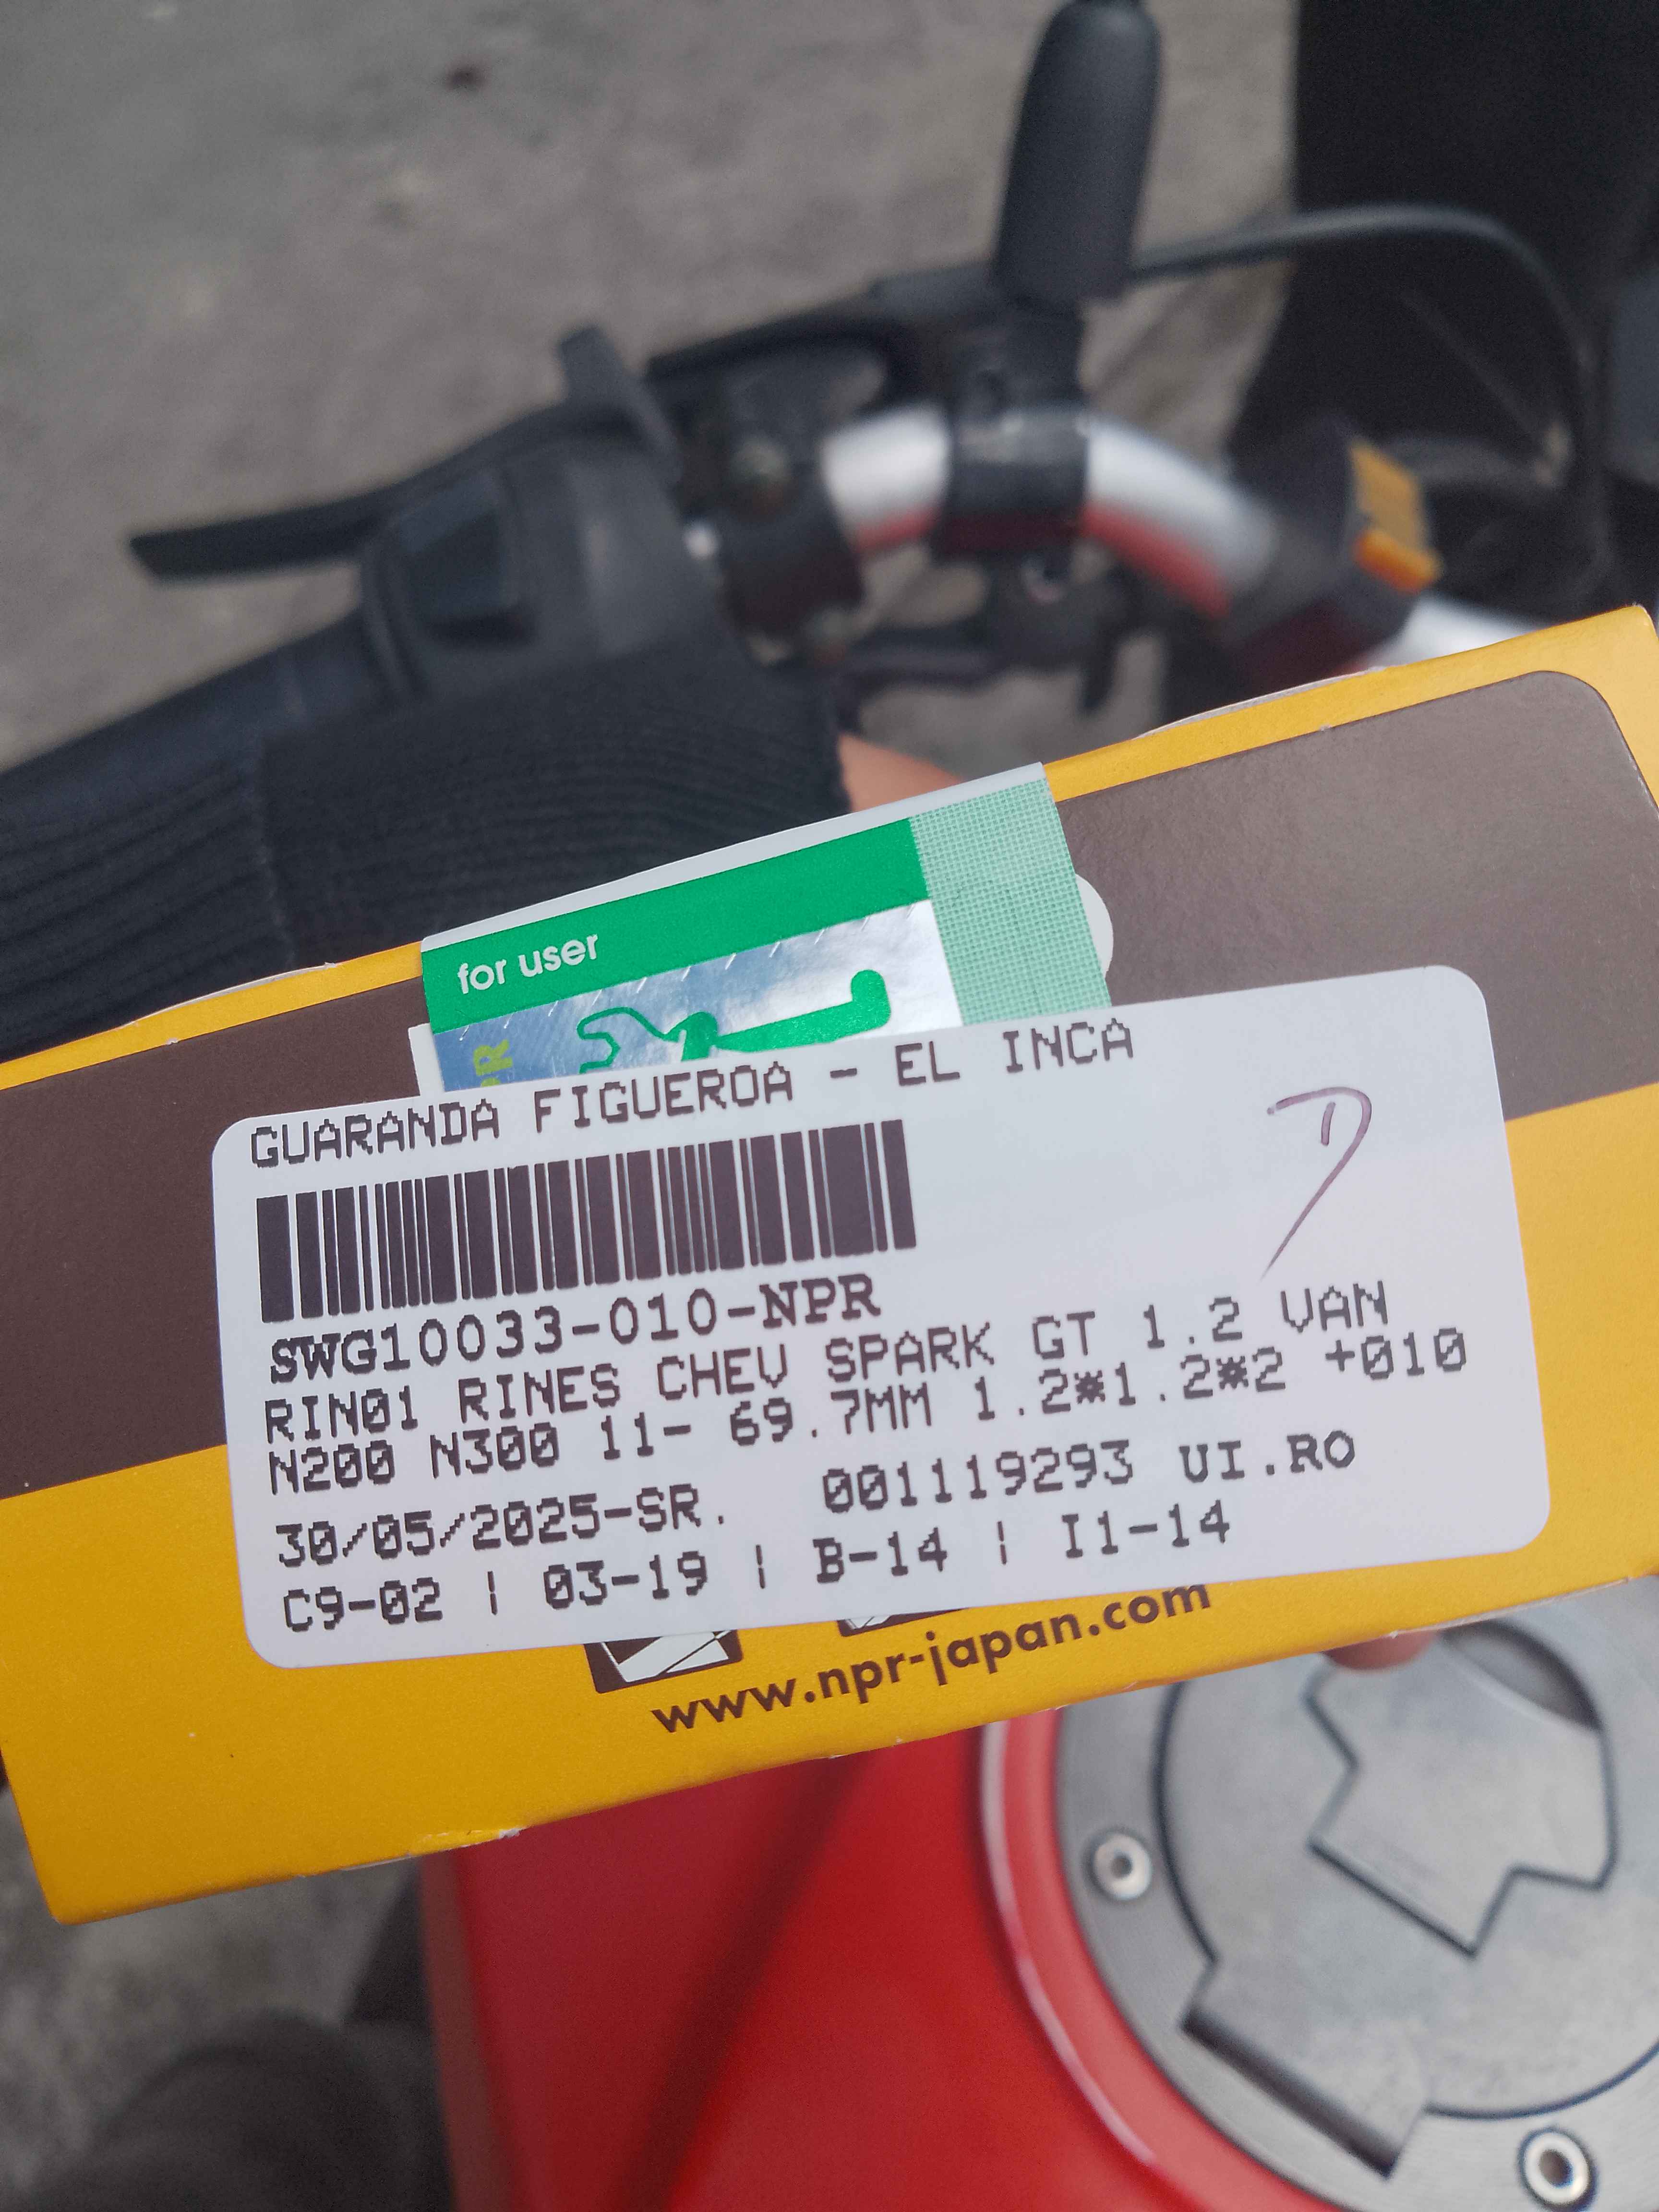 for user
GUARANDA FIGUEROA - EL INCA
SWG10033-010-NPR
RIN01 RINES CHEV SPARK GT 1.2 VAN
N200 N300 11- 69.7MM 1.2*1.2*2 +010
30/05/2025-SR. 001119293 UI.RO
C9-02 | 03-19 | B-14 | I1-14
www.npr-japan.com